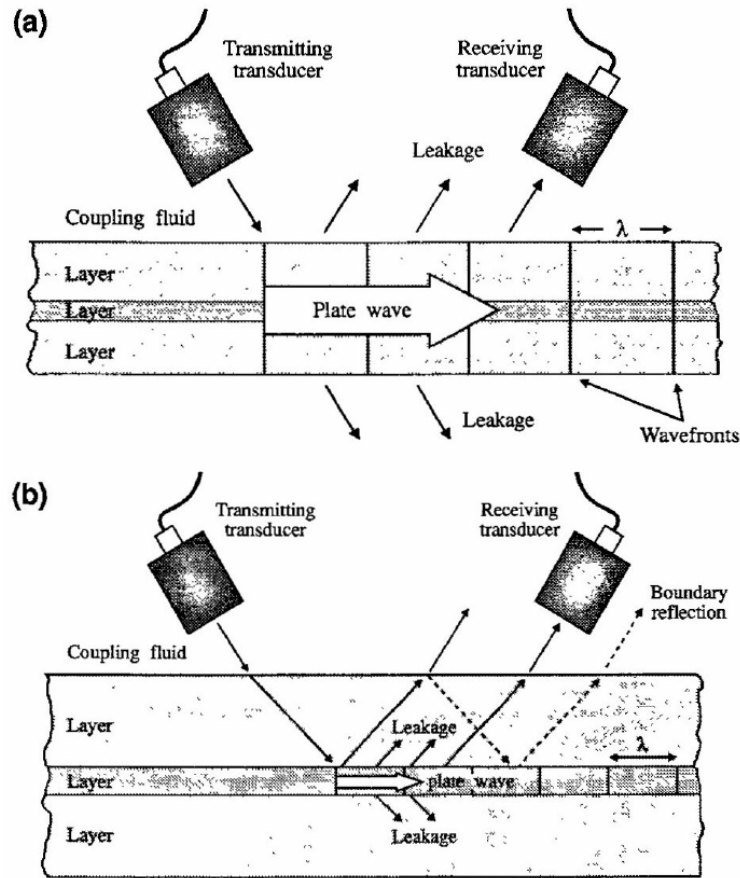 (a)
Transmitting
transducer
Receiving
transducer
Leakage
Coupling fluid
λ
Layer
Layer
Plate wave
Layer
Leakage
Wavefronts
(b)
Transmitting
transducer
Receiving
transducer
Boundary
reflection
Coupling fluid
Layer
Leakage
λ
Layer
plate wave
Leakage
Layer